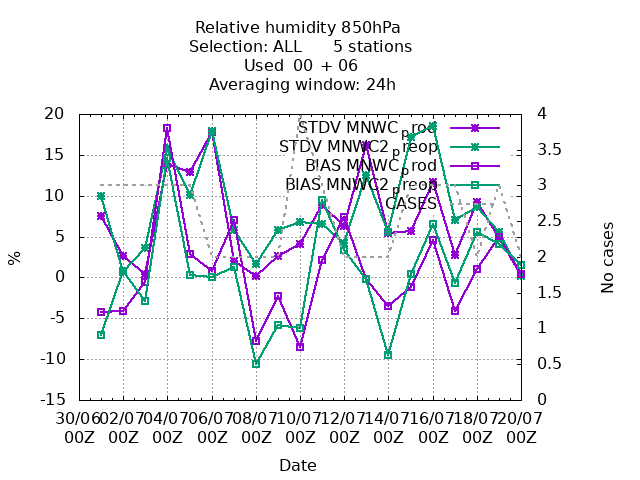 Relative humidity 850hPa
Selection: ALL 5 stations
Used 00 + 06
Averaging window: 24h
20
15
10
5
0
-5
-10
-15
%
4
3.5
3
2.5
2
1.5
1
0.5
0
No cases
STDV MNWC_prod
STDV MNWC2_preop
BIAS MNWC_prod
BIAS MNWC2_preop
CASES
30/06 02/07 04/07 06/07 08/07 10/07 12/07 14/07 16/07 18/07 20/07
00Z 00Z 00Z 00Z 00Z 00Z 00Z 00Z 00Z 00Z 00Z
Date